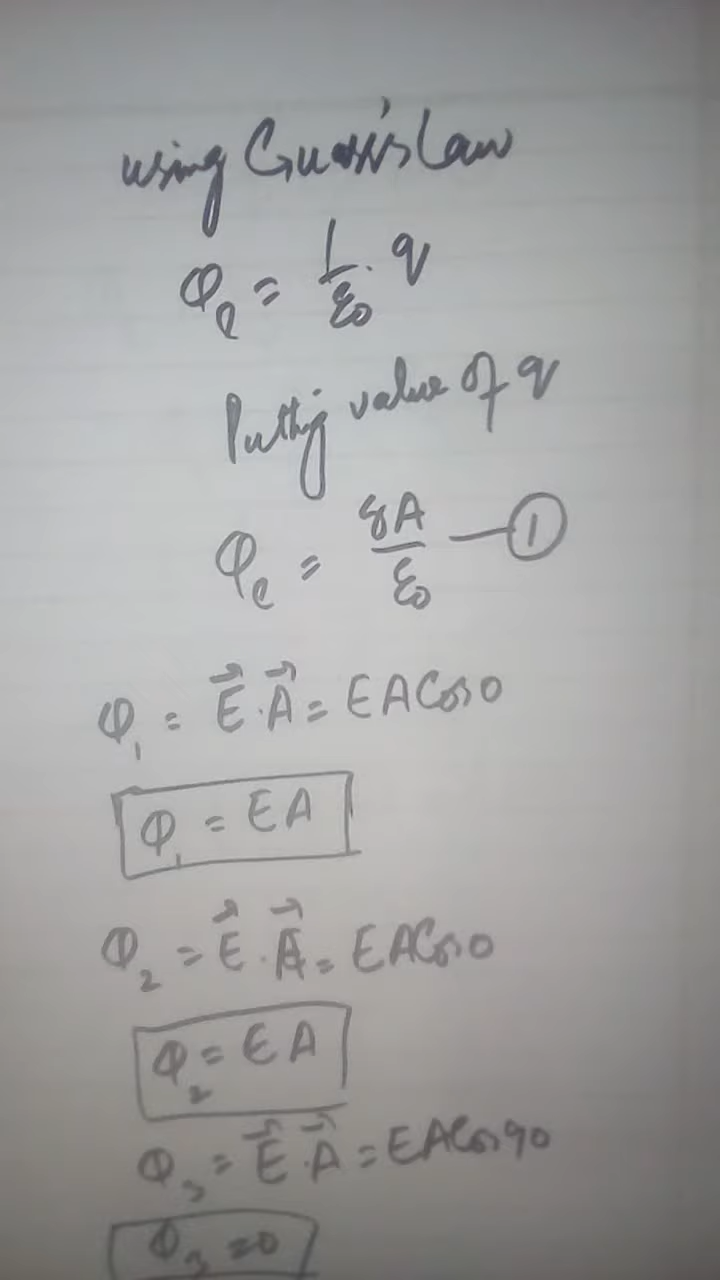 using Guass's Law
Φe = 1/ε0 · q
Putting value of q
Φe = σA/ε0 — ①
Φ1 = E⃗ · A⃗ = EA Cos 0
Φ1 = EA
Φ2 = E⃗ · A⃗ = EA Cos 0
Φ2 = EA
Φ3 = E⃗ · A⃗ = EA Cos 90
Φ3 = 0